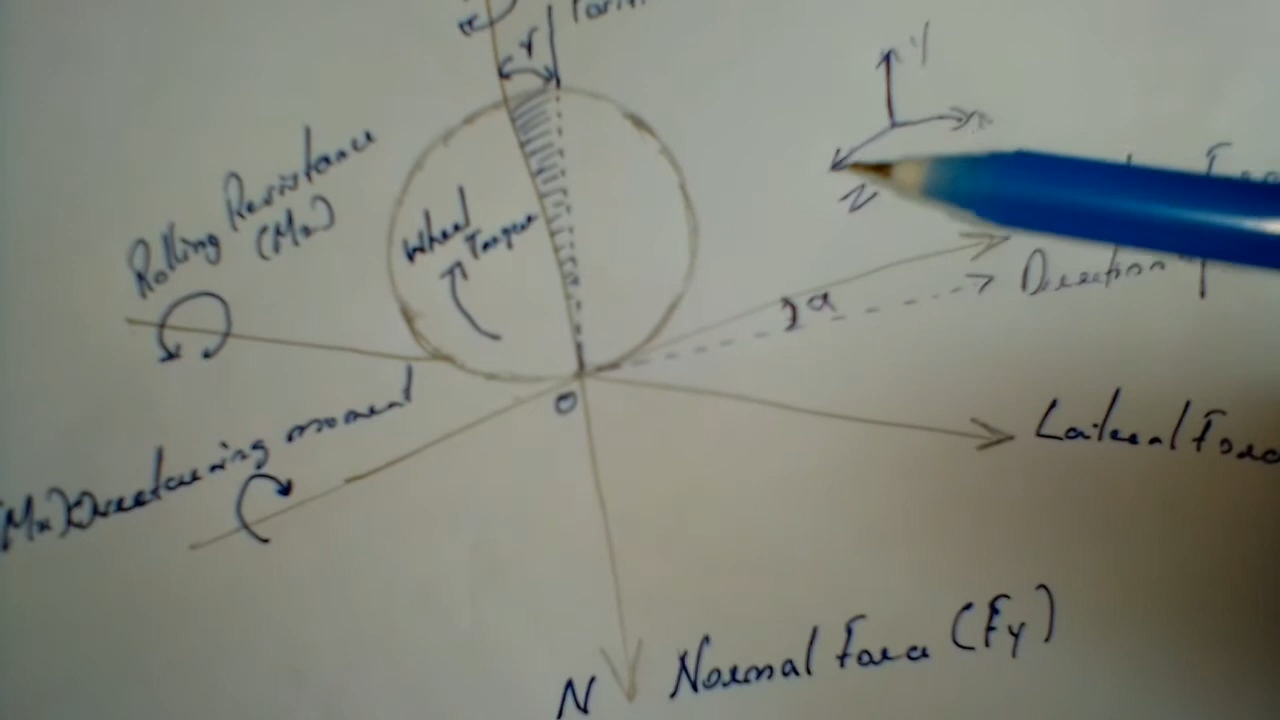 γ
Y
x
Z
Rolling Resistance
(Mz)
Wheel
Torque
α
Direction
O
Lateral Force
(Mx) Overturning moment
N Normal Force (Fy)